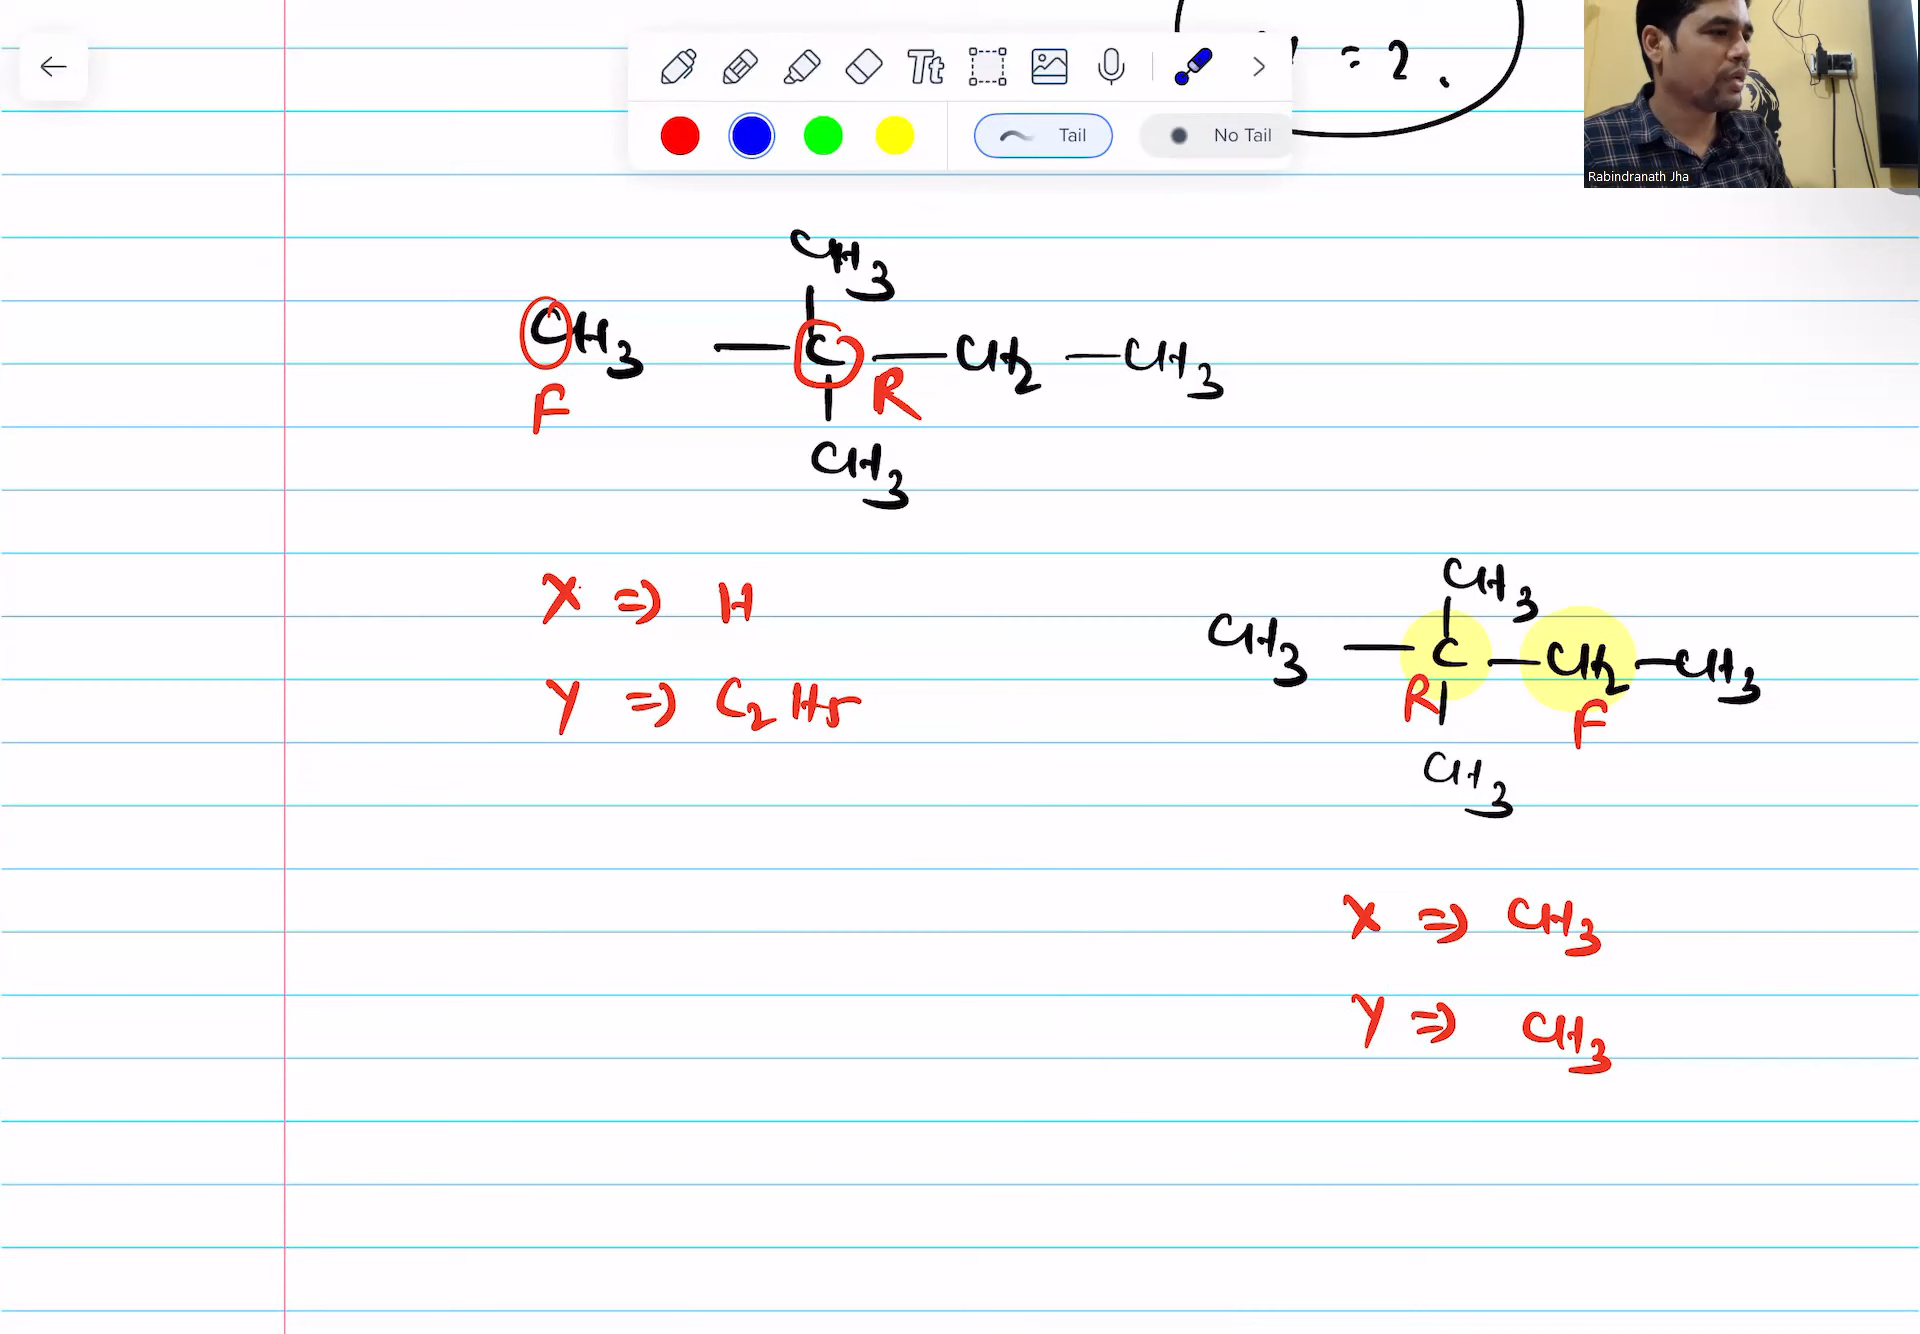 = 2.
Tt
Tail
No Tail
Rabindranath Jha
CH3
CH3 — C — CH2 — CH3
F
R
CH3
X => H
Y => C2H5
CH3
CH3 — C — CH2 — CH3
R
F
CH3
X => CH3
Y => CH3